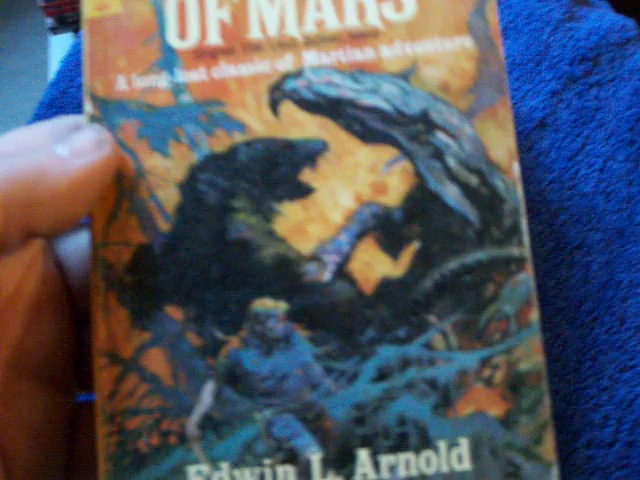 OF MARS
A long-lost classic of Martian adventure
Edwin L. Arnold